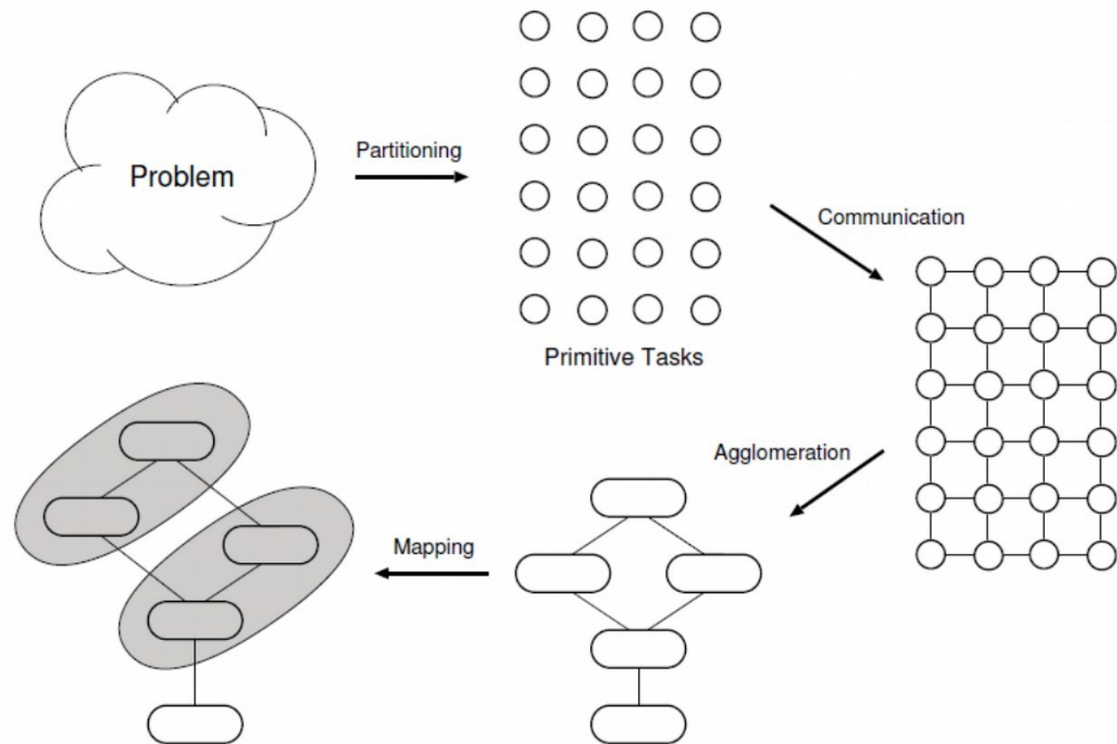 Problem
Partitioning
Primitive Tasks
Communication
Agglomeration
Mapping